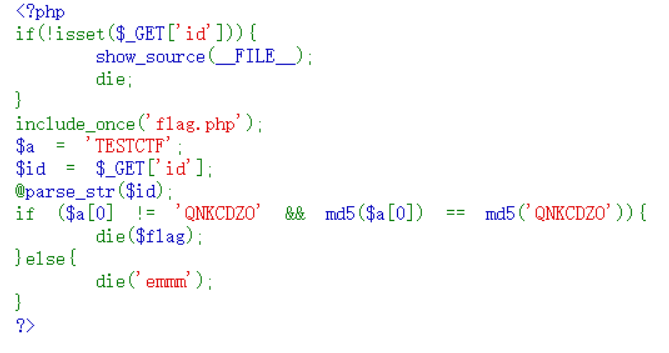 <?php
if(!isset($_GET['id'])){
        show_source(__FILE__);
        die;
}
include_once('flag.php');
$a  =  'TESTCTF';
$id  =  $_GET['id'];
@parse_str($id);
if  ($a[0]  !=  'QNKCDZO'  &&  md5($a[0])  ==  md5('QNKCDZO')){
        die($flag);
}else{
        die('emmm');
}
?>